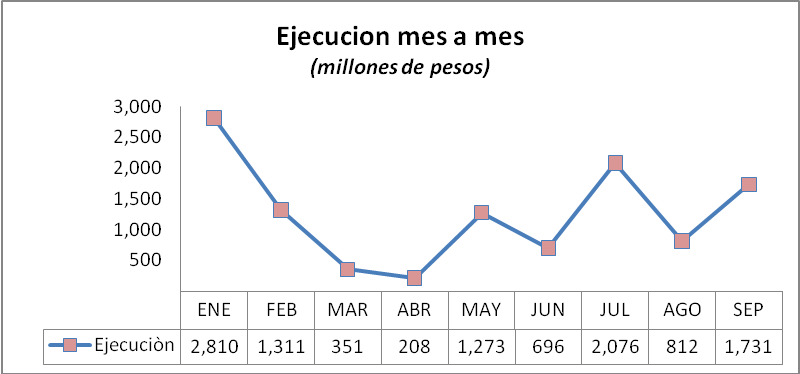 Ejecucion mes a mes
(millones de pesos)
3,000
2,500
2,000
1,500
1,000
500
ENE FEB MAR ABR MAY JUN JUL AGO SEP
Ejecuciòn 2,810 1,311 351 208 1,273 696 2,076 812 1,731